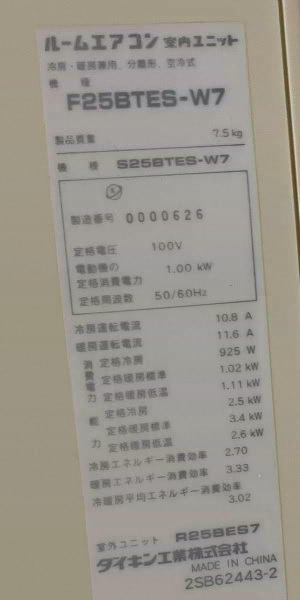 ルームエアコン 室内ユニット
冷房・暖房兼用、分離形、空冷式
機種
F25BTES-W7
製品質量 7.5kg
機種 S25BTES-W7
製造番号 0000626
定格電圧 100V
電動機の
定格消費電力 1.00 kW
定格周波数 50/60Hz
冷房運転電流 10.8 A
暖房運転電流 11.6 A
消費電力 定格冷房 925 W
定格暖房標準 1.02 kW
定格暖房低温 1.11 kW
能力 定格冷房 2.5 kW
定格暖房標準 3.4 kW
定格暖房低温 2.6 kW
冷房エネルギー消費効率 2.70
暖房エネルギー消費効率 3.33
冷暖房平均エネルギー消費効率 3.02
室外ユニット R25BES7
ダイキン工業株式会社
MADE IN CHINA
2SB62443-2